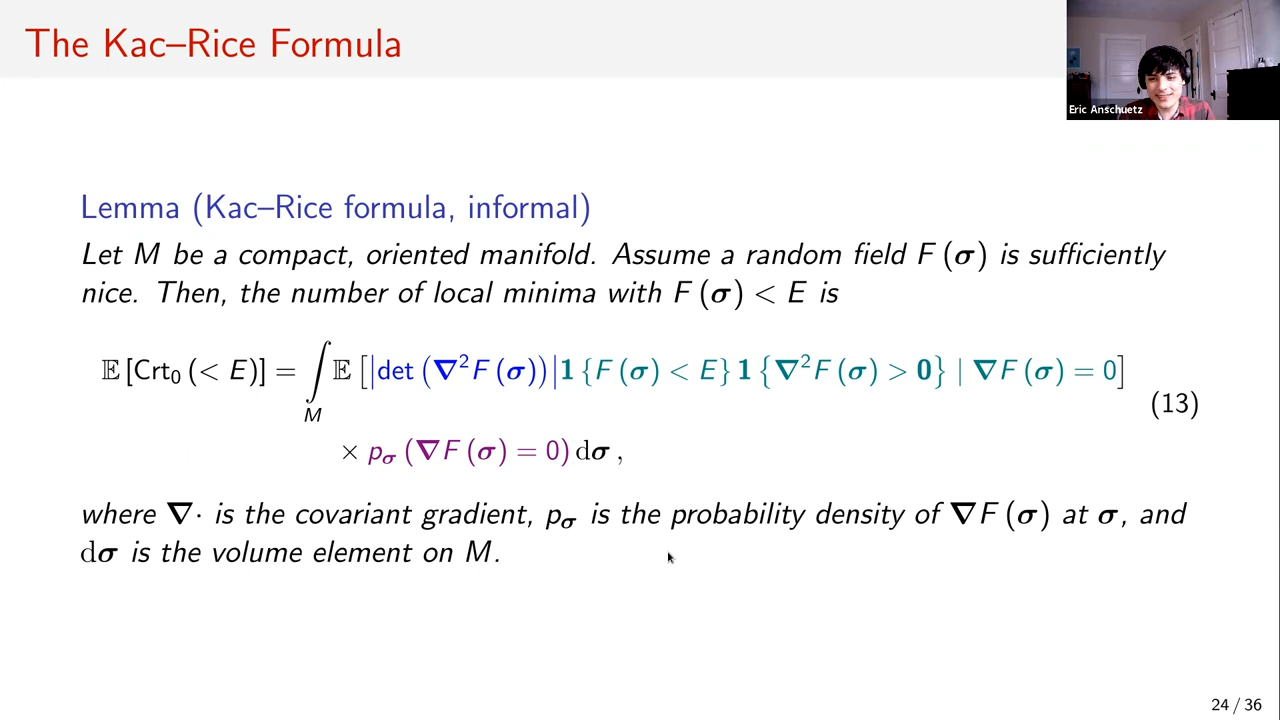 The Kac–Rice Formula
Eric Anschuetz
Lemma (Kac–Rice formula, informal)
Let M be a compact, oriented manifold. Assume a random field F (σ) is sufficiently
nice. Then, the number of local minima with F (σ) < E is
𝔼 [Crt₀ (< E)] = ∫_M 𝔼 [|det (∇²F (σ))| 1 {F (σ) < E} 1 {∇²F (σ) > 0} | ∇F (σ) = 0]
(13)
× p_σ (∇F (σ) = 0) dσ ,
where ∇· is the covariant gradient, p_σ is the probability density of ∇F (σ) at σ, and
dσ is the volume element on M.
24 / 36